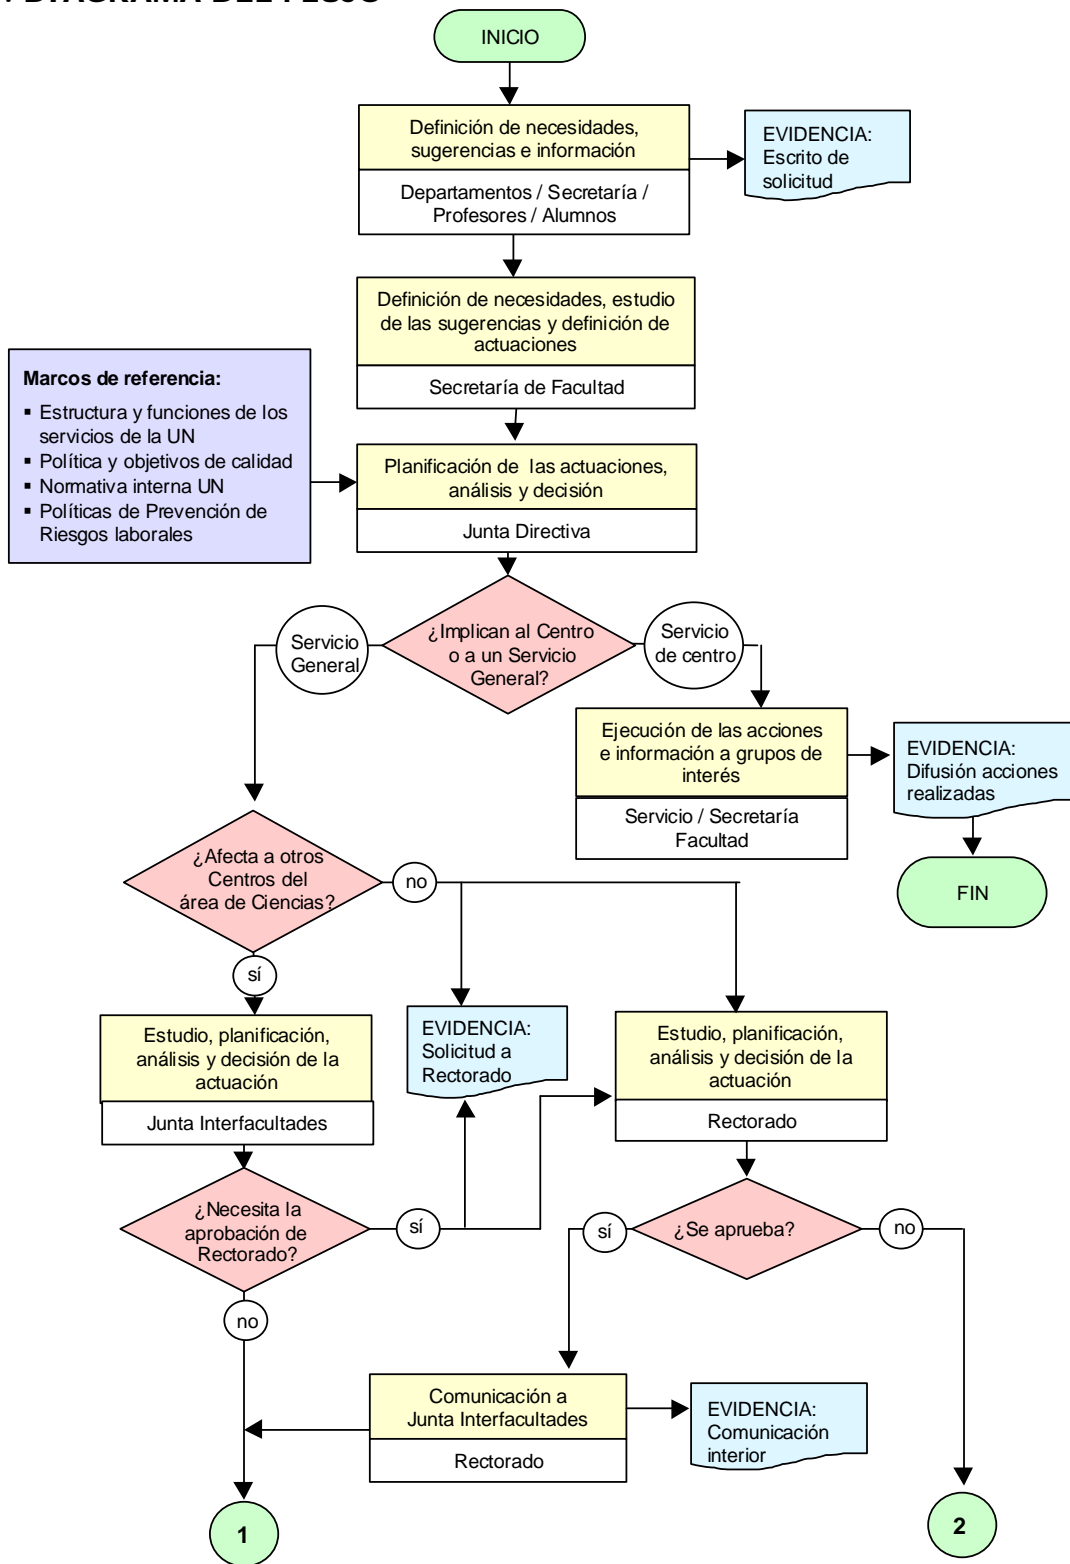 DIAGRAMA DEL FLUJO
INICIO
Definición de necesidades,
sugerencias e información
Departamentos / Secretaría /
Profesores / Alumnos
EVIDENCIA:
Escrito de
solicitud
Definición de necesidades, estudio
de las sugerencias y definición de
actuaciones
Secretaría de Facultad
Marcos de referencia:
▪ Estructura y funciones de los
servicios de la UN
▪ Política y objetivos de calidad
▪ Normativa interna UN
▪ Políticas de Prevención de
Riesgos laborales
Planificación de las actuaciones,
análisis y decisión
Junta Directiva
Servicio
General
¿Implican al Centro
o a un Servicio
General?
Servicio
de centro
Ejecución de las acciones
e información a grupos de
interés
Servicio / Secretaría
Facultad
EVIDENCIA:
Difusión acciones
realizadas
FIN
¿Afecta a otros
Centros del
área de Ciencias?
no
sí
Estudio, planificación,
análisis y decisión de la
actuación
Junta Interfacultades
EVIDENCIA:
Solicitud a
Rectorado
Estudio, planificación,
análisis y decisión de la
actuación
Rectorado
¿Necesita la
aprobación de
Rectorado?
sí
no
sí
¿Se aprueba?
no
Comunicación a
Junta Interfacultades
Rectorado
EVIDENCIA:
Comunicación
interior
1
2